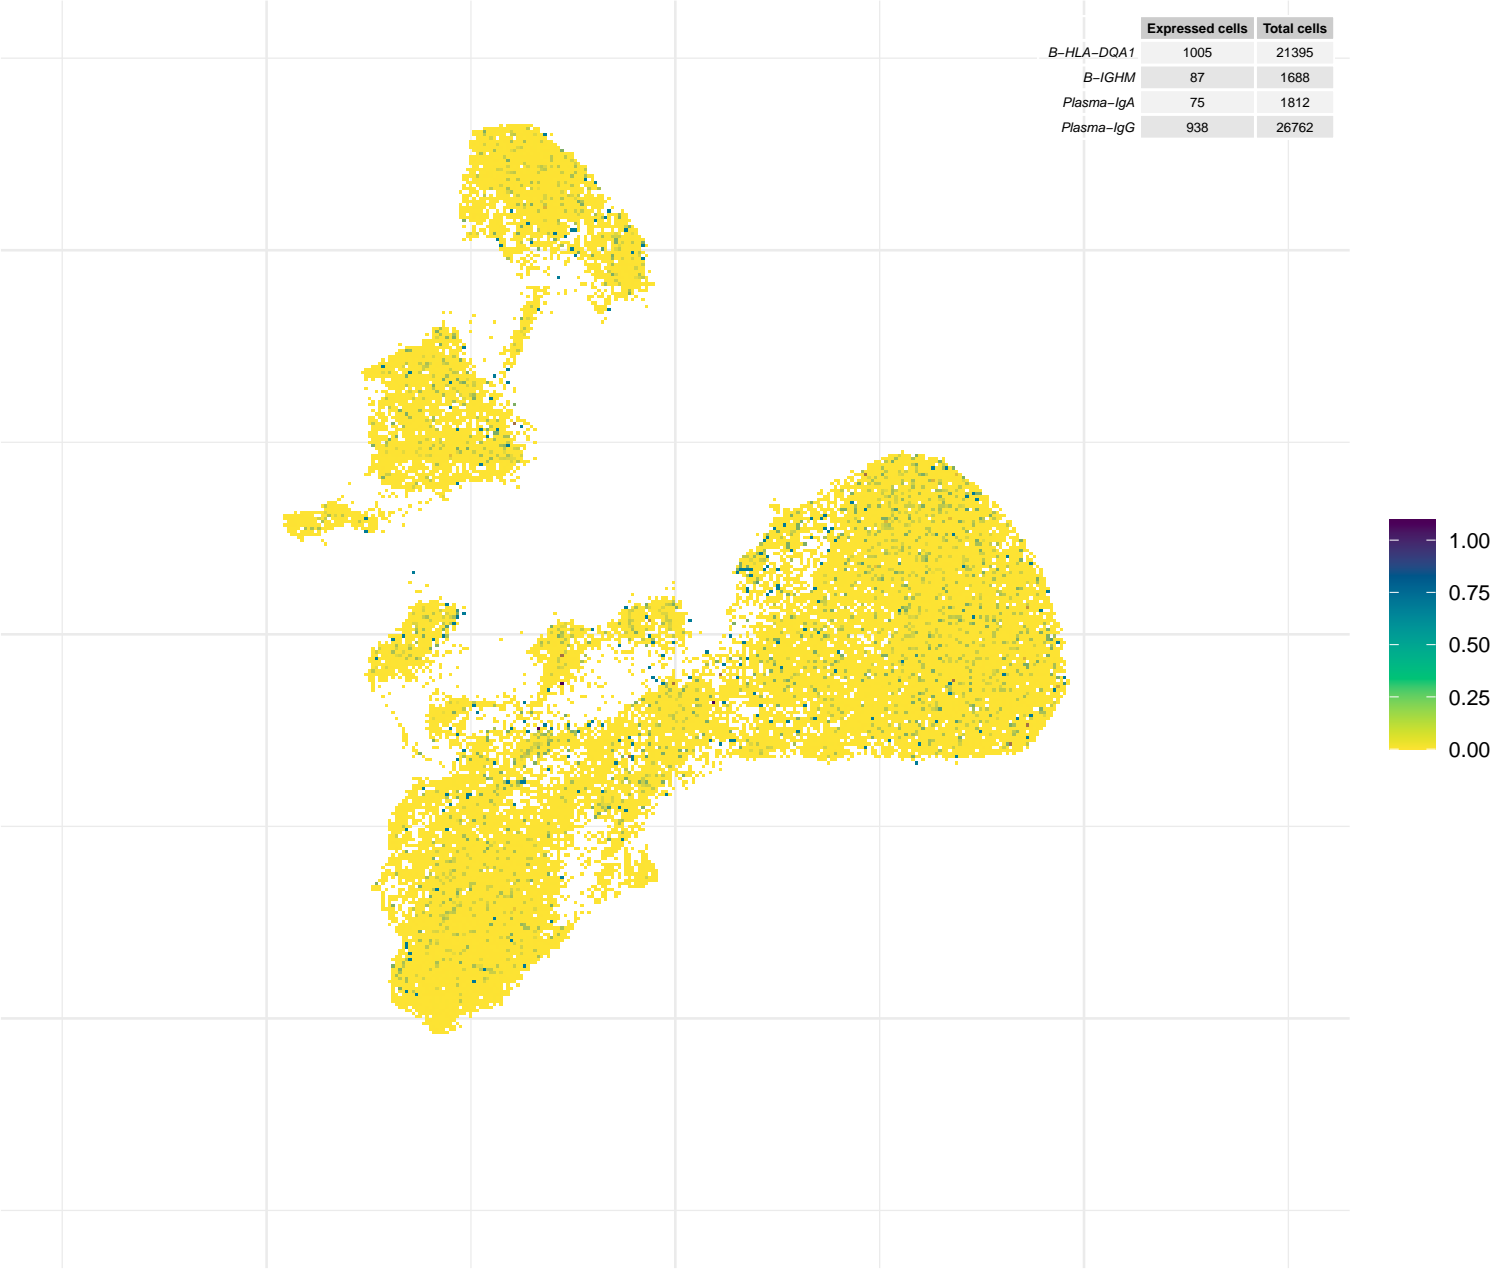 Expressed cells Total cells
B−HLA−DQA1 1005 21395
B−IGHM 87 1688
Plasma−IgA 75 1812
Plasma−IgG 938 26762
1.00
0.75
0.50
0.25
0.00